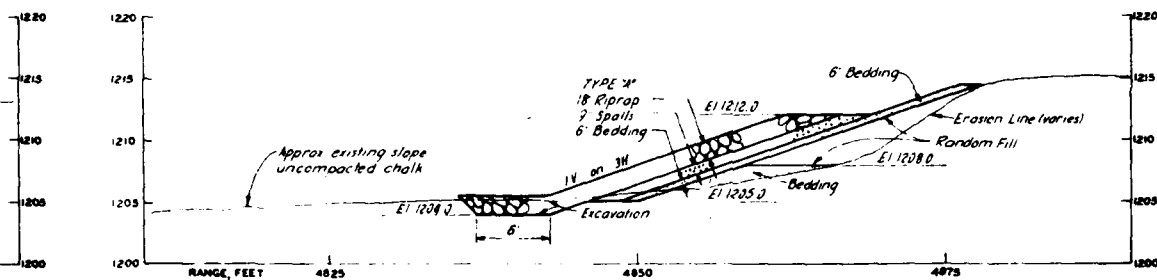 1220
1220
1220
1215
1215
1215
1210
1210
1210
1205
1205
1205
1200
1200
1200
TYPE "A"
18" Riprap
9" Spalls
6" Bedding
El 1212.0
6" Bedding
Erosion Line (varies)
Random Fill
El 1208.0
Bedding
El 1205.0
1V on 3H
Approx existing slope
uncompacted chalk
El 1204.0
Excavation
6'
RANGE, FEET
4825
4850
4875